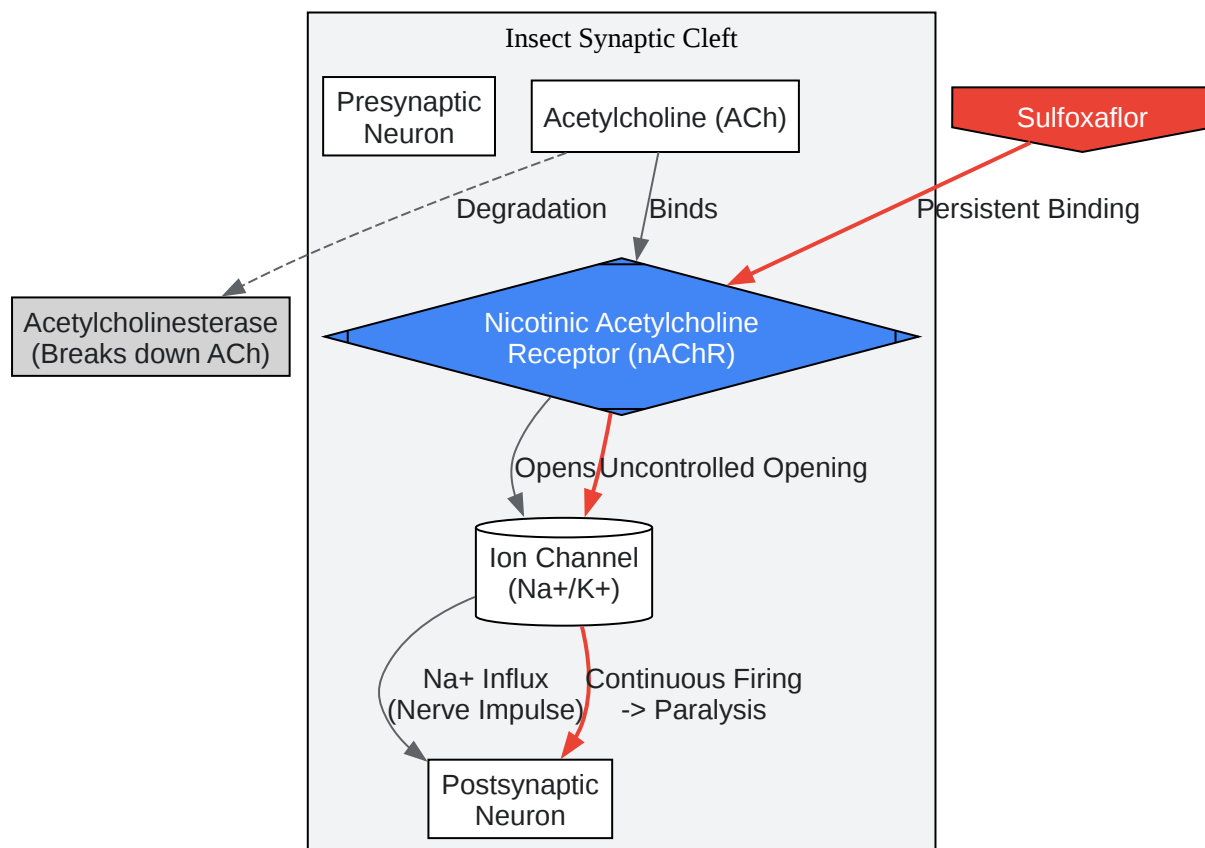 Insect Synaptic Cleft
Presynaptic
Neuron
Acetylcholine (ACh)
Sulfoxaflor
Degradation
Binds
Persistent Binding
Acetylcholinesterase
(Breaks down ACh)
Nicotinic Acetylcholine
Receptor (nAChR)
Opens
Uncontrolled Opening
Ion Channel
(Na+/K+)
Na+ Influx
(Nerve Impulse)
Continuous Firing
-> Paralysis
Postsynaptic
Neuron